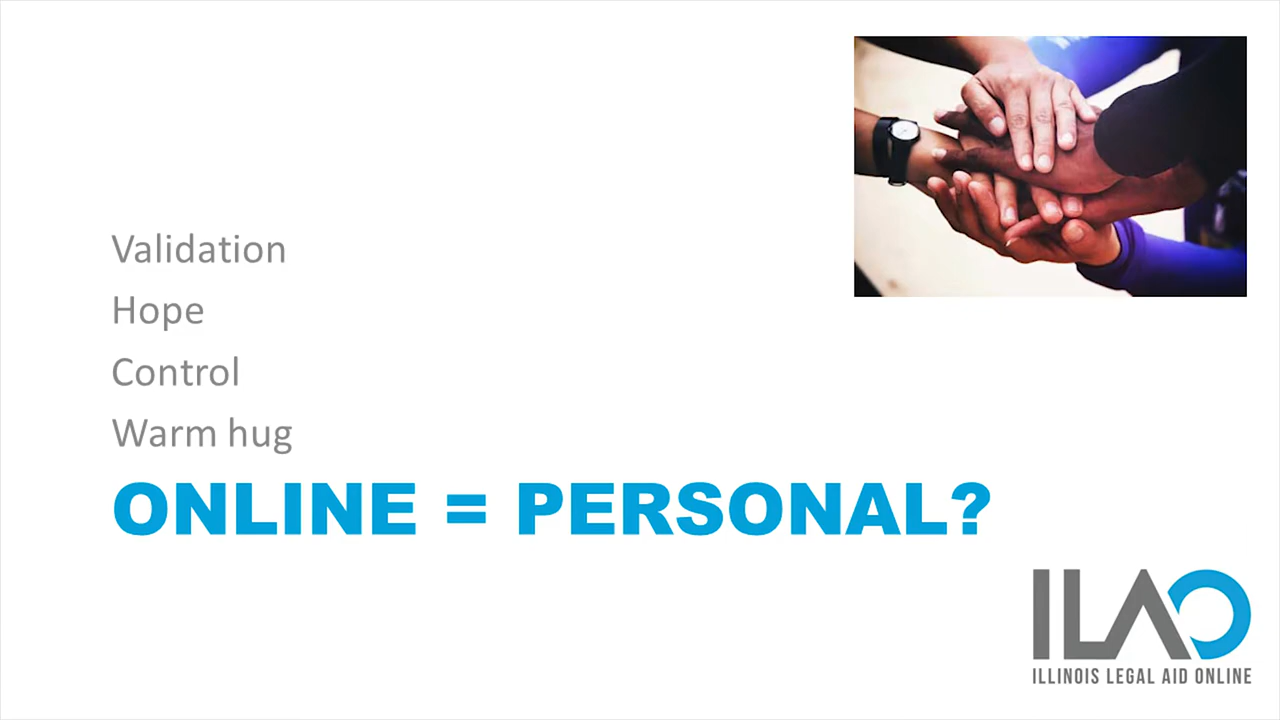 Validation
Hope
Control
Warm hug
ONLINE = PERSONAL?
ILAO
ILLINOIS LEGAL AID ONLINE